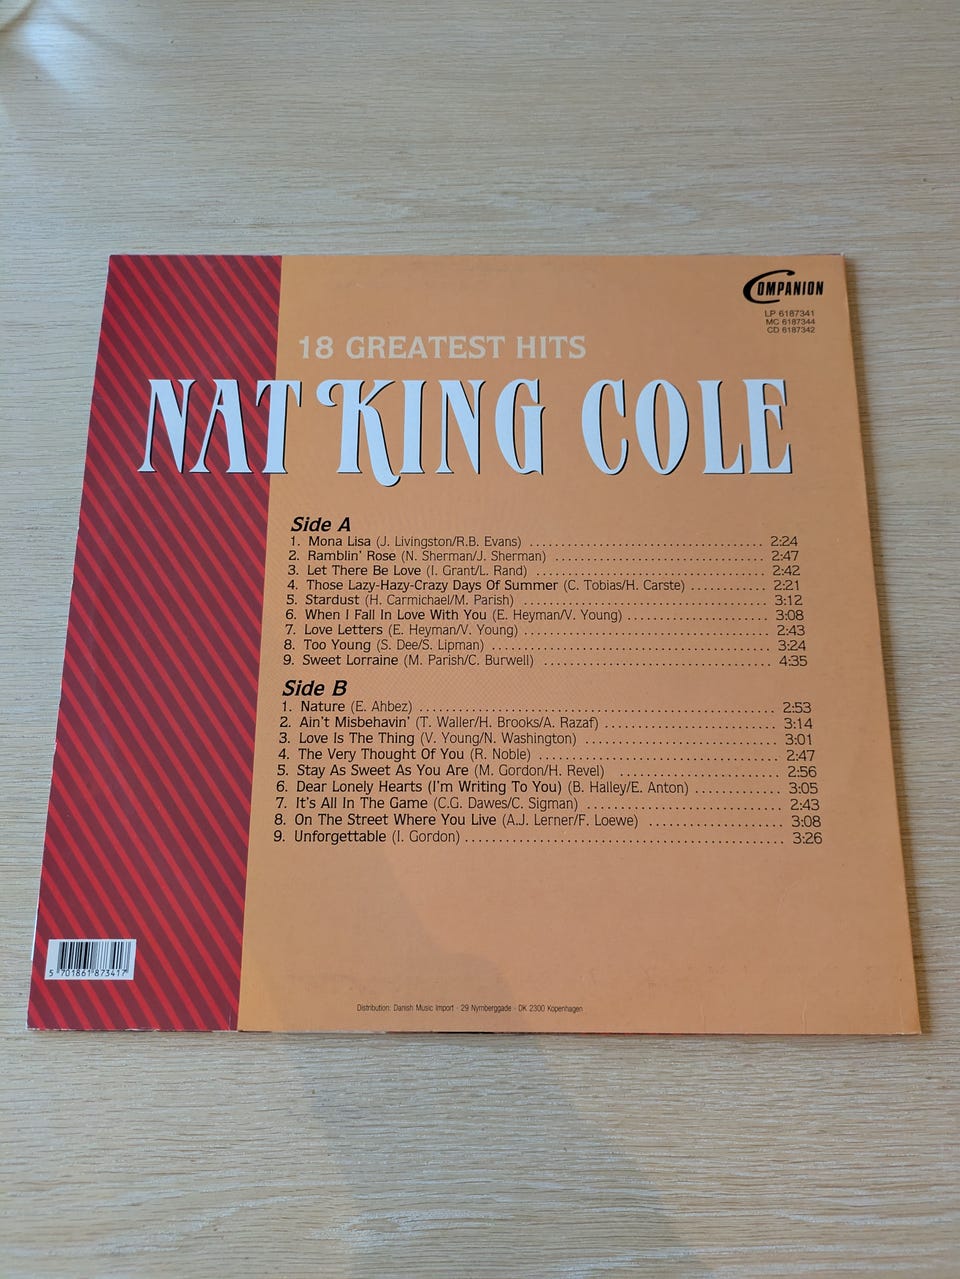 COMPANION
LP 6187341
MC 6187344
CD 6187342
18 GREATEST HITS
NAT KING COLE
Side A
1. Mona Lisa (J. Livingston/R.B. Evans) 2:24
2. Ramblin' Rose (N. Sherman/J. Sherman) 2:47
3. Let There Be Love (I. Grant/L. Rand) 2:42
4. Those Lazy-Hazy-Crazy Days Of Summer (C. Tobias/H. Carste) 2:21
5. Stardust (H. Carmichael/M. Parish) 3:12
6. When I Fall In Love With You (E. Heyman/V. Young) 3:08
7. Love Letters (E. Heyman/V. Young) 2:43
8. Too Young (S. Dee/S. Lipman) 3:24
9. Sweet Lorraine (M. Parish/C. Burwell) 4:35
Side B
1. Nature (E. Ahbez) 2:53
2. Ain't Misbehavin' (T. Waller/H. Brooks/A. Razaf) 3:14
3. Love Is The Thing (V. Young/N. Washington) 3:01
4. The Very Thought Of You (R. Noble) 2:47
5. Stay As Sweet As You Are (M. Gordon/H. Revel) 2:56
6. Dear Lonely Hearts (I'm Writing To You) (B. Halley/E. Anton) 3:05
7. It's All In The Game (C.G. Dawes/C. Sigman) 2:43
8. On The Street Where You Live (A.J. Lerner/F. Loewe) 3:08
9. Unforgettable (I. Gordon) 3:26
5 701861 873417
Distribution: Danish Music Import - 29 Nymberggade - DK 2300 Kopenhagen